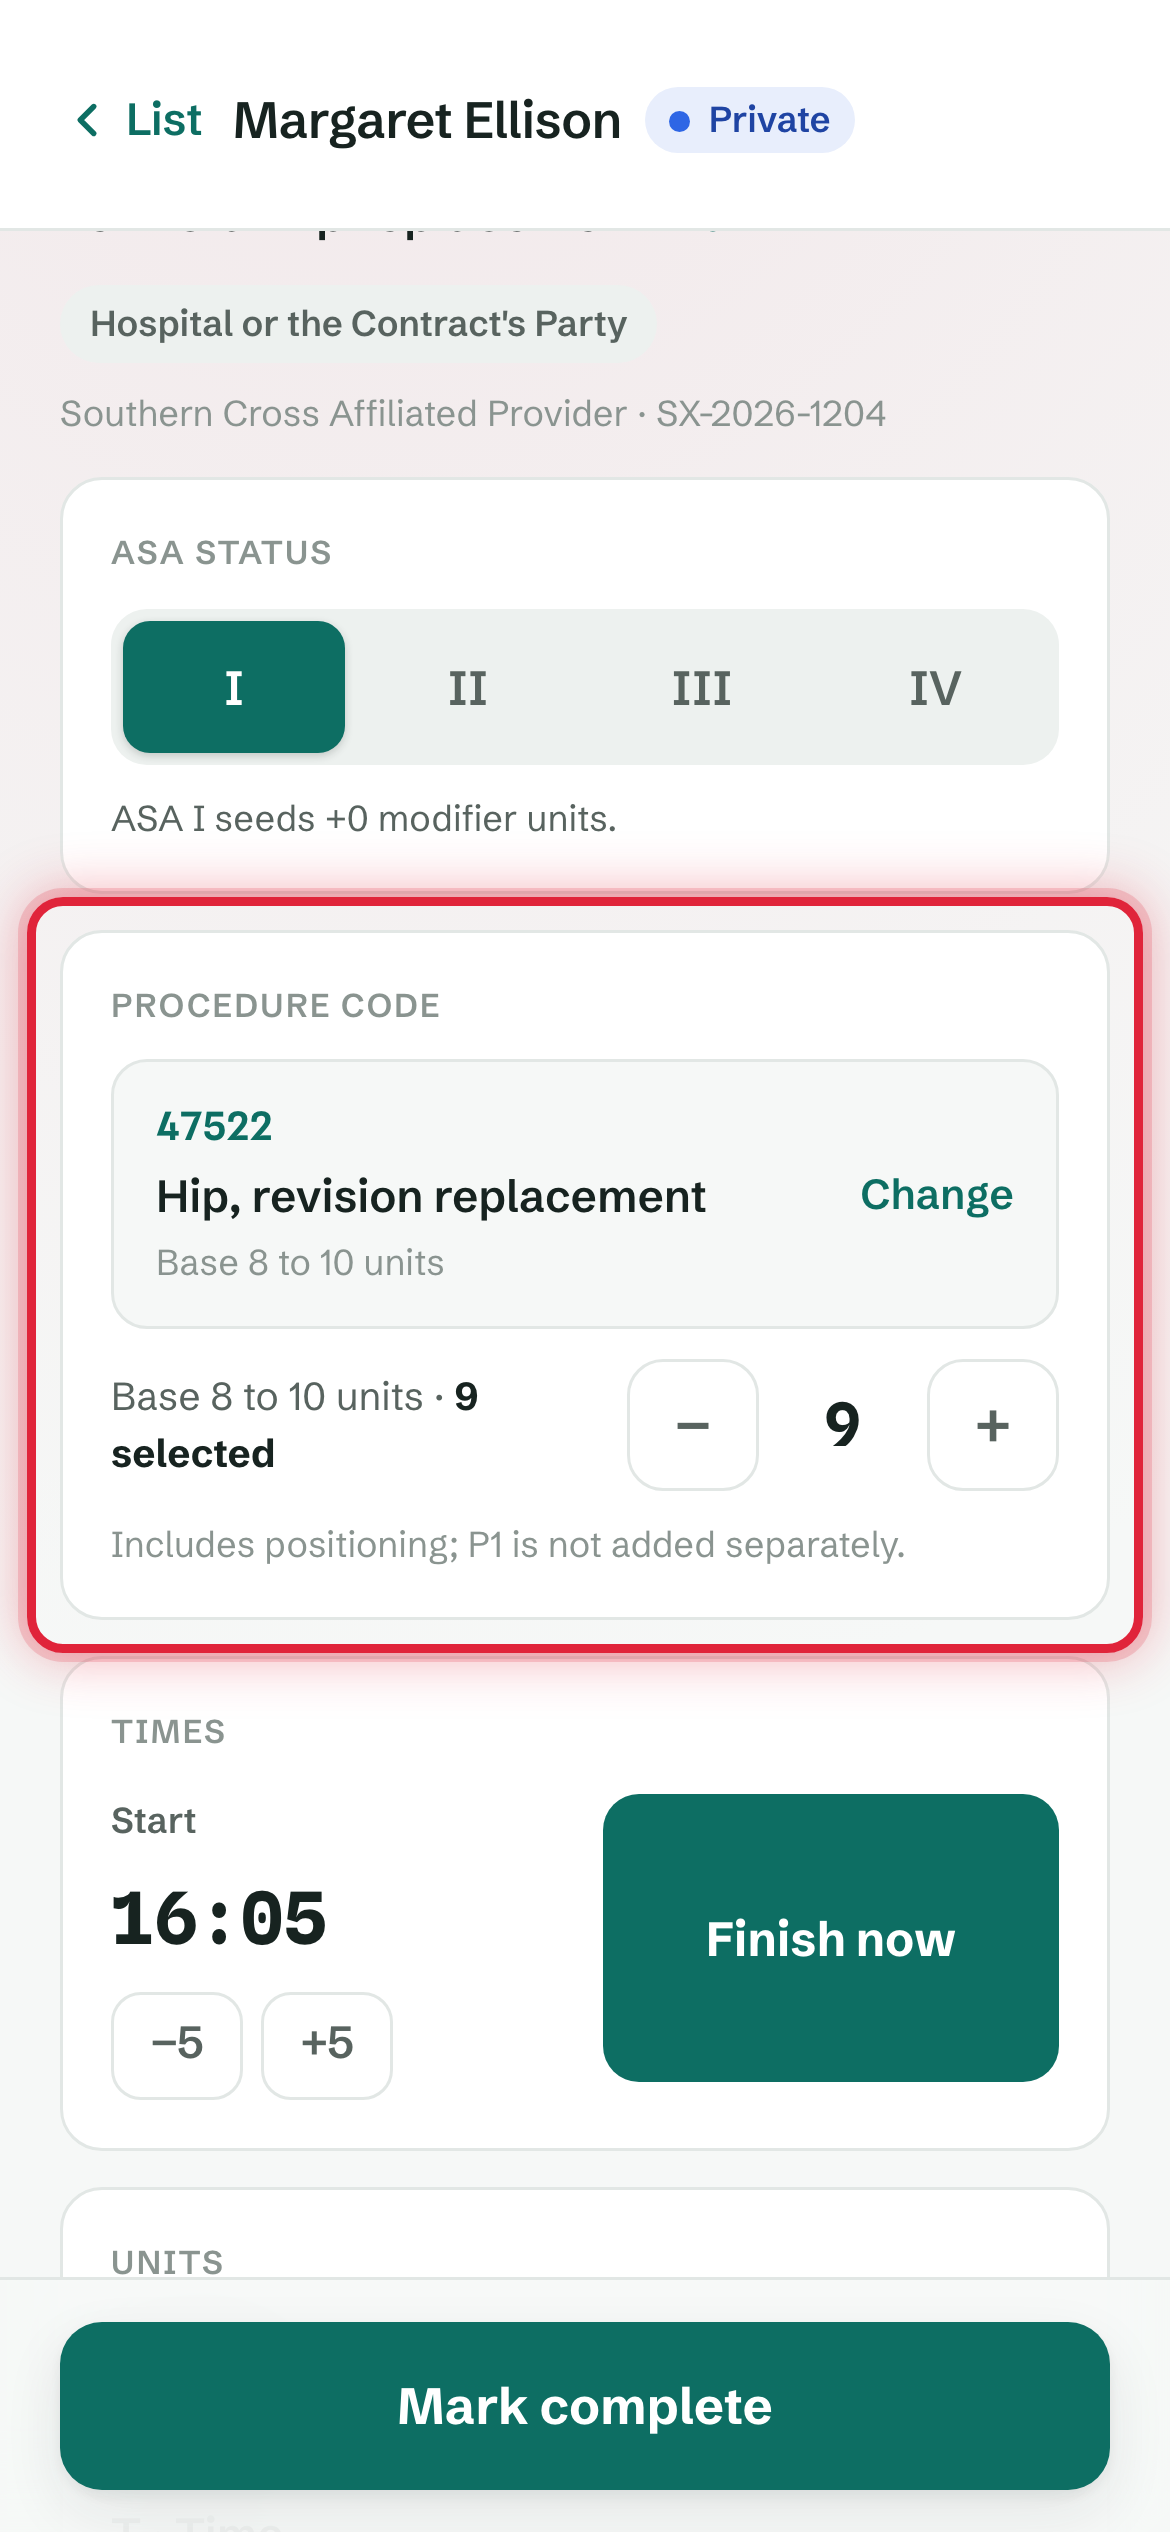 List Margaret Ellison Private
Hospital or the Contract's Party
Southern Cross Affiliated Provider · SX-2026-1204
ASA STATUS
I II III IV
ASA I seeds +0 modifier units.
PROCEDURE CODE
47522
Hip, revision replacement Change
Base 8 to 10 units
Base 8 to 10 units · 9
selected
− 9 +
Includes positioning; P1 is not added separately.
TIMES
Start
16:05
Finish now
−5 +5
UNITS
Mark complete